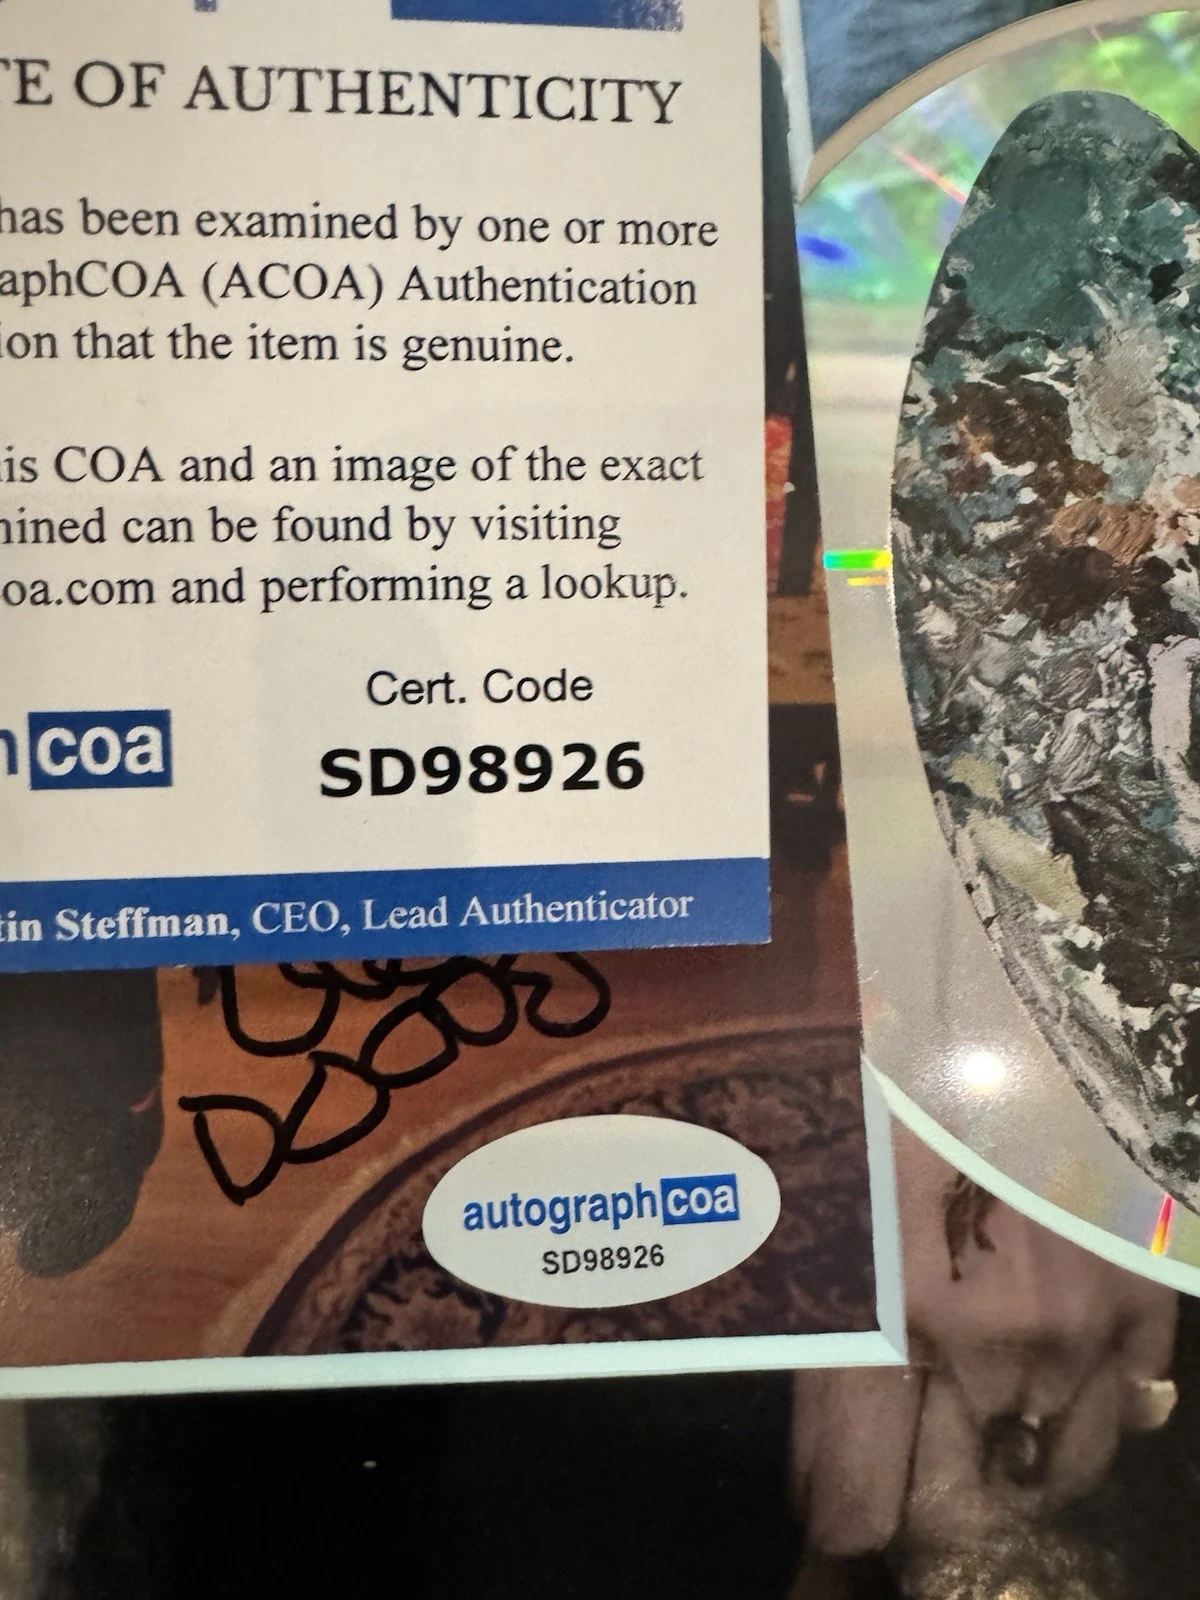 TE OF AUTHENTICITY
has been examined by one or more
aphCOA (ACOA) Authentication
ion that the item is genuine.
is COA and an image of the exact
mined can be found by visiting
oa.com and performing a lookup.
Cert. Code
h coa
SD98926
tin Steffman, CEO, Lead Authenticator
autographcoa
SD98926